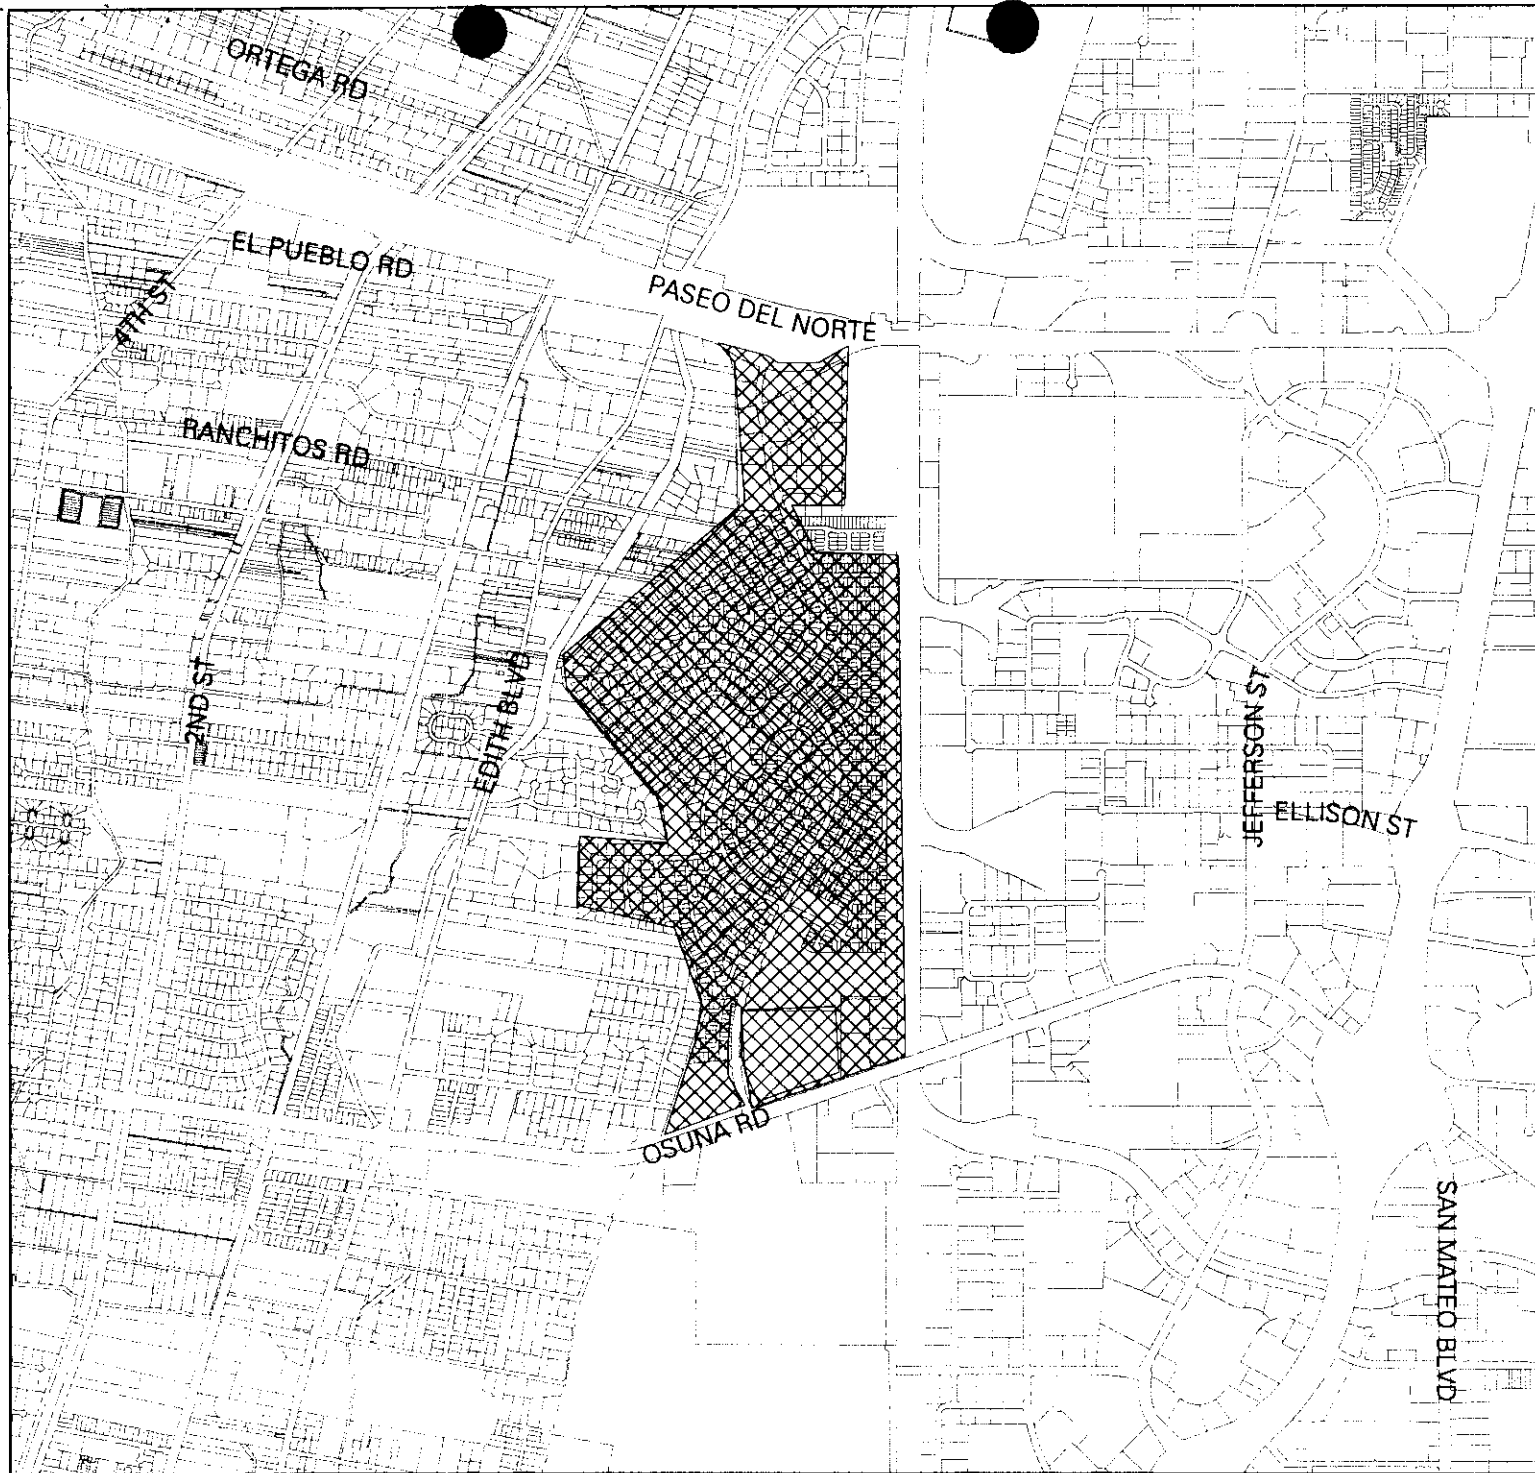 ORTEGA RD
EL PUEBLO RD
4TH ST
PASEO DEL NORTE
RANCHITOS RD
2ND ST
EDITH BLVD
JEFFERSON ST
ELLISON ST
OSUNA RD
SAN MATEO BLVD